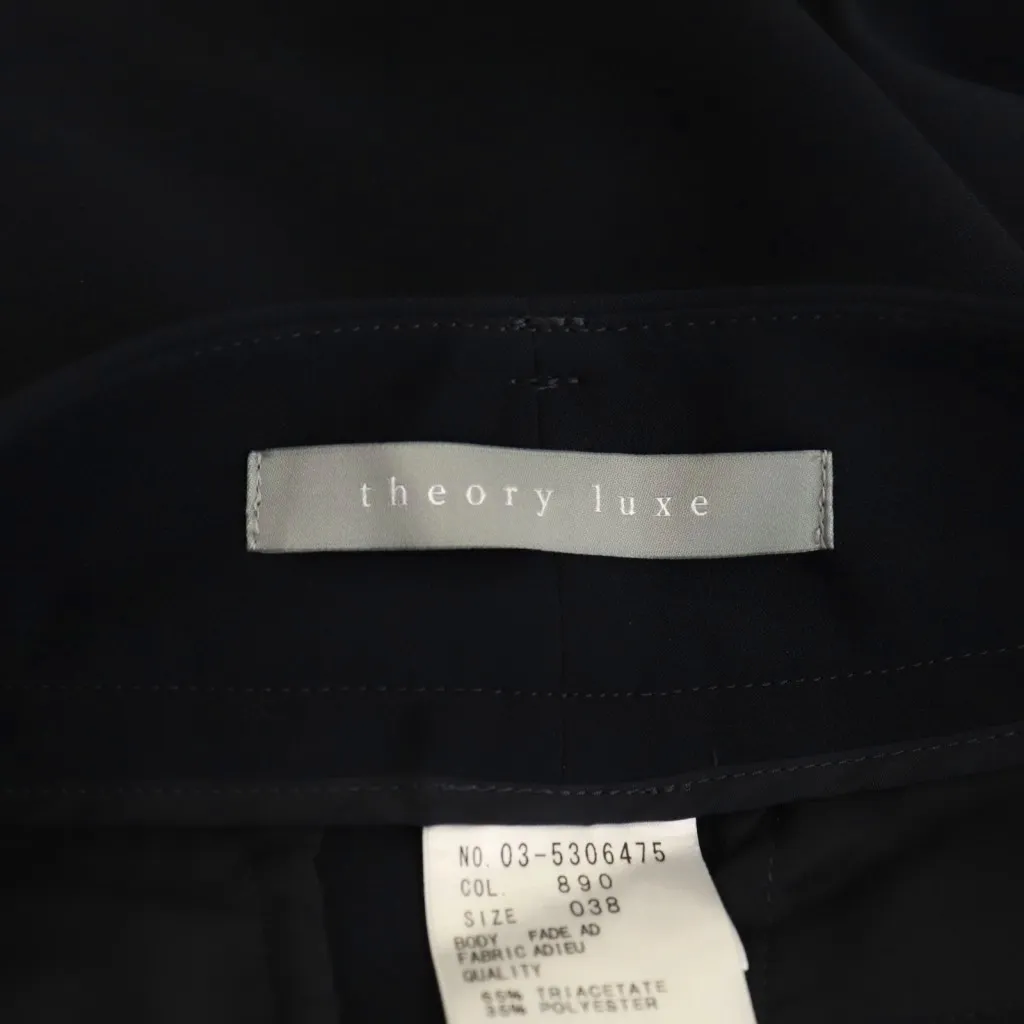 theory luxe
NO. 03-5306475
COL. 890
SIZE 038
BODY FADE AD
FABRIC ADIEU
QUALITY
65% TRIACETATE
35% POLYESTER